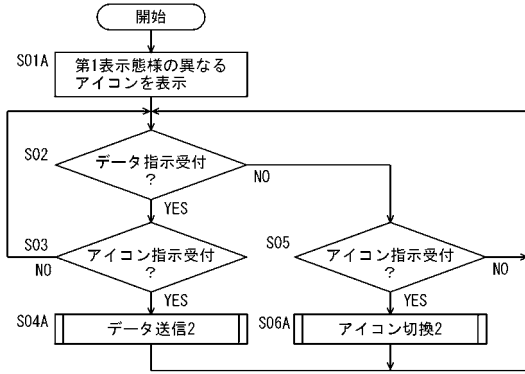 開始
S01A
第1表示態様の異なる
アイコンを表示
S02
データ指示受付
?
NO
YES
S03
アイコン指示受付
?
NO
YES
S05
アイコン指示受付
?
NO
YES
S04A
データ送信2
S06A
アイコン切換2